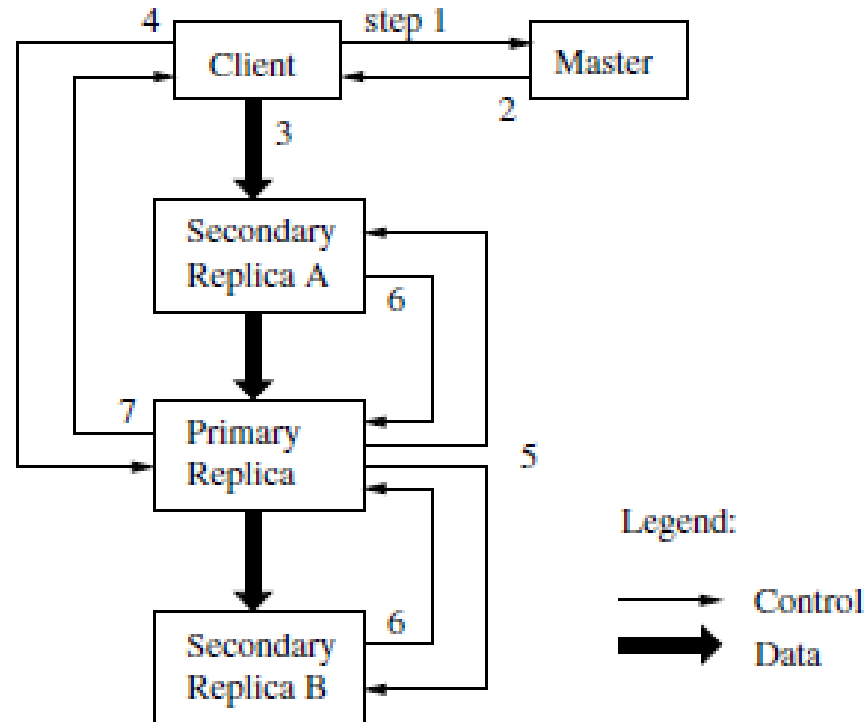 4
step 1
Client
Master
2
3
Secondary
Replica A
6
7
Primary
Replica
5
Legend:
Control
6
Secondary
Replica B
Data